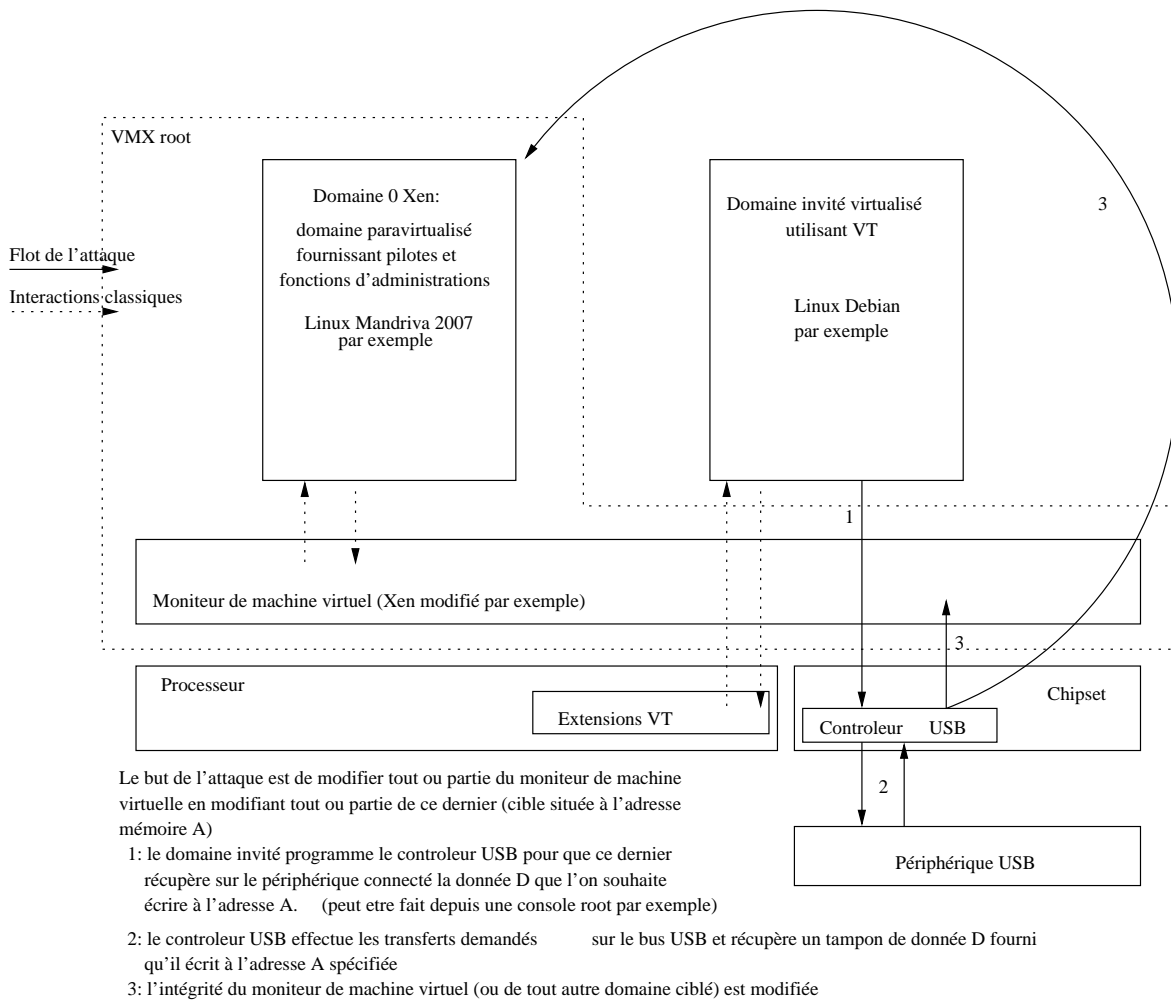 VMX root
Domaine 0 Xen:
domaine paravirtualisé
fournissant pilotes et
fonctions d'administrations
Linux Mandriva 2007
par exemple
Domaine invité virtualisé
utilisant VT
Linux Debian
par exemple
3
Flot de l'attaque
Interactions classiques
1
Moniteur de machine virtuel (Xen modifié par exemple)
3
Processeur
Extensions VT
Chipset
Controleur USB
2
Périphérique USB
Le but de l'attaque est de modifier tout ou partie du moniteur de machine
virtuelle en modifiant tout ou partie de ce dernier (cible située à l'adresse
mémoire A)
1: le domaine invité programme le controleur USB pour que ce dernier
récupère sur le périphérique connecté la donnée D que l'on souhaite
écrire à l'adresse A. (peut etre fait depuis une console root par exemple)
2: le controleur USB effectue les transferts demandés sur le bus USB et récupère un tampon de donnée D fourni
qu'il écrit à l'adresse A spécifiée
3: l'intégrité du moniteur de machine virtuel (ou de tout autre domaine ciblé) est modifiée